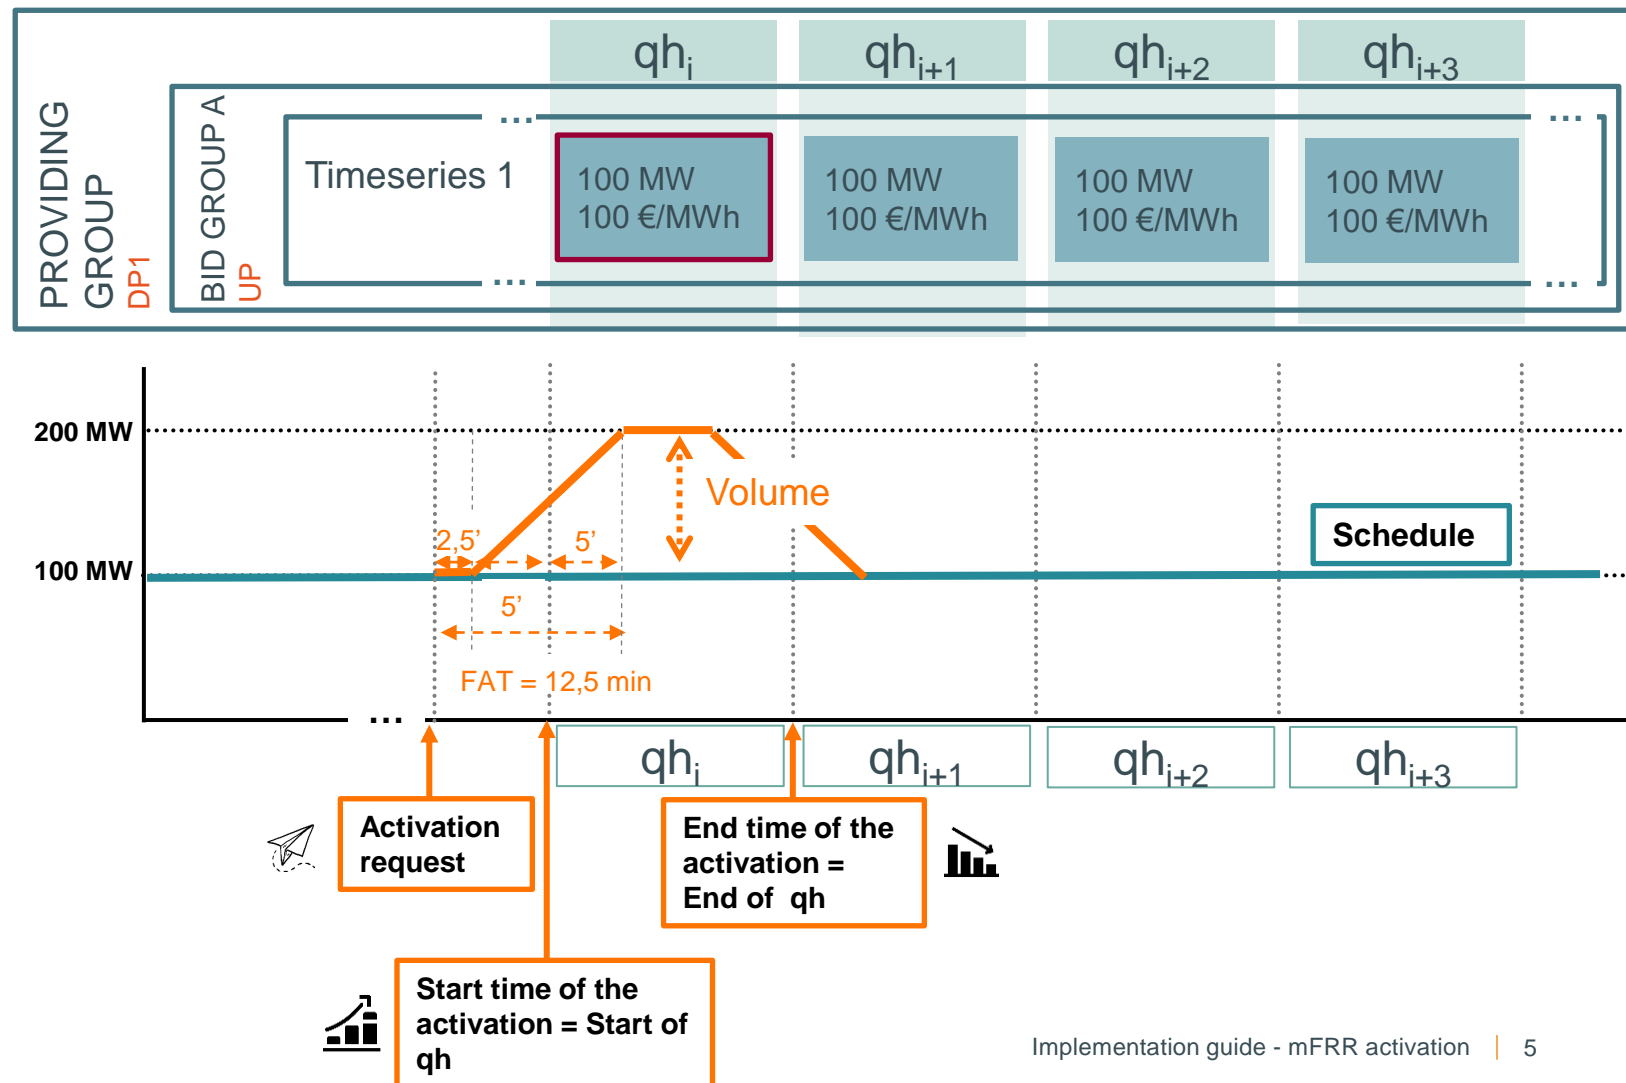 qhi
qhi+1
qhi+2
qhi+3
PROVIDING
GROUP
DP1
BID GROUP A
UP
...
...
Timeseries 1
100 MW
100 €/MWh
100 MW
100 €/MWh
100 MW
100 €/MWh
100 MW
100 €/MWh
...
...
200 MW
Volume
Schedule
2,5’
5’
100 MW
5’
FAT = 12,5 min
...
...
qhi
qhi+1
qhi+2
qhi+3
Activation
request
End time of the
activation =
End of qh
Start time of the
activation = Start of
qh
Implementation guide - mFRR activation | 5